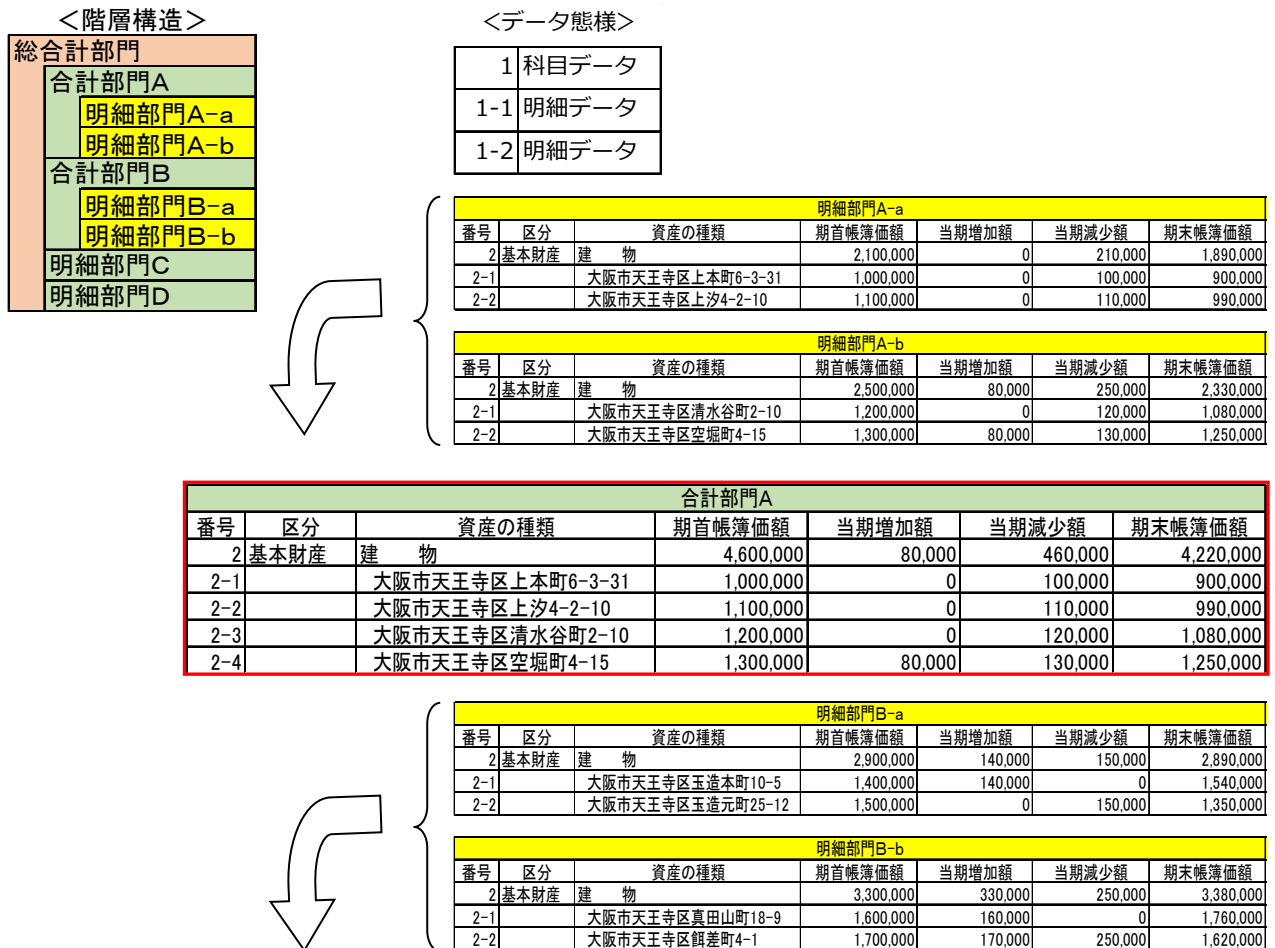 ＜階層構造＞
総合計部門
合計部門A
明細部門A-a
明細部門A-b
合計部門B
明細部門B-a
明細部門B-b
明細部門C
明細部門D
＜データ態様＞
1 科目データ
1-1 明細データ
1-2 明細データ
明細部門A-a
番号 区分 資産の種類 期首帳簿価額 当期増加額 当期減少額 期末帳簿価額
2 基本財産 建　物 2,100,000 0 210,000 1,890,000
2-1 大阪市天王寺区上本町6-3-31 1,000,000 0 100,000 900,000
2-2 大阪市天王寺区上汐4-2-10 1,100,000 0 110,000 990,000
明細部門A-b
番号 区分 資産の種類 期首帳簿価額 当期増加額 当期減少額 期末帳簿価額
2 基本財産 建　物 2,500,000 80,000 250,000 2,330,000
2-1 大阪市天王寺区清水谷町2-10 1,200,000 0 120,000 1,080,000
2-2 大阪市天王寺区空堀町4-15 1,300,000 80,000 130,000 1,250,000
合計部門A
番号 区分 資産の種類 期首帳簿価額 当期増加額 当期減少額 期末帳簿価額
2 基本財産 建　物 4,600,000 80,000 460,000 4,220,000
2-1 大阪市天王寺区上本町6-3-31 1,000,000 0 100,000 900,000
2-2 大阪市天王寺区上汐4-2-10 1,100,000 0 110,000 990,000
2-3 大阪市天王寺区清水谷町2-10 1,200,000 0 120,000 1,080,000
2-4 大阪市天王寺区空堀町4-15 1,300,000 80,000 130,000 1,250,000
明細部門B-a
番号 区分 資産の種類 期首帳簿価額 当期増加額 当期減少額 期末帳簿価額
2 基本財産 建　物 2,900,000 140,000 150,000 2,890,000
2-1 大阪市天王寺区玉造本町10-5 1,400,000 140,000 0 1,540,000
2-2 大阪市天王寺区玉造元町25-12 1,500,000 0 150,000 1,350,000
明細部門B-b
番号 区分 資産の種類 期首帳簿価額 当期増加額 当期減少額 期末帳簿価額
2 基本財産 建　物 3,300,000 330,000 250,000 3,380,000
2-1 大阪市天王寺区真田山町18-9 1,600,000 160,000 0 1,760,000
2-2 大阪市天王寺区餌差町4-1 1,700,000 170,000 250,000 1,620,000